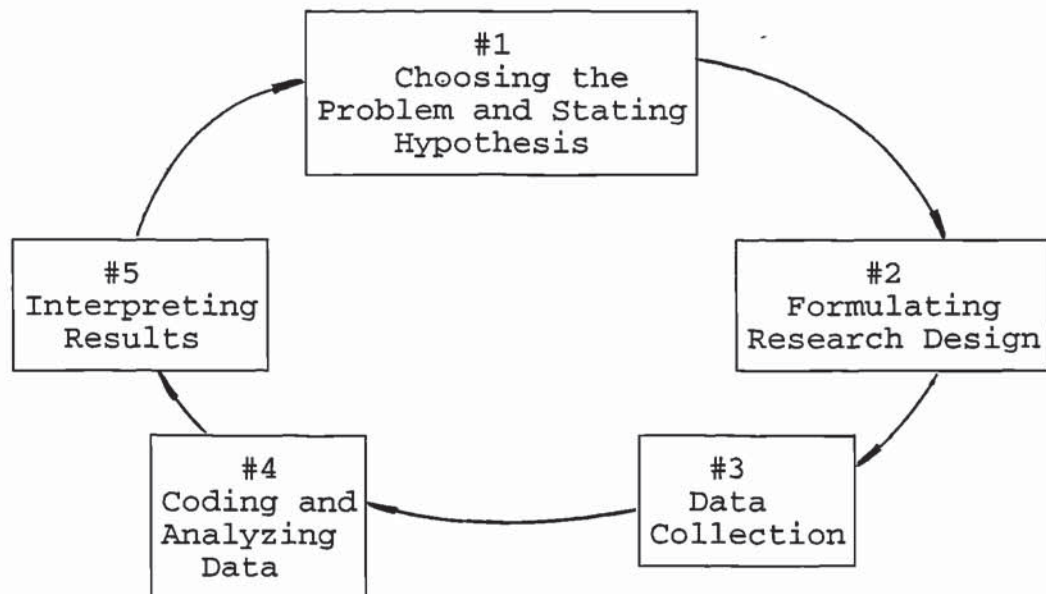 #1
Choosing the
Problem and Stating
Hypothesis
#2
Formulating
Research Design
#3
Data
Collection
#4
Coding and
Analyzing
Data
#5
Interpreting
Results